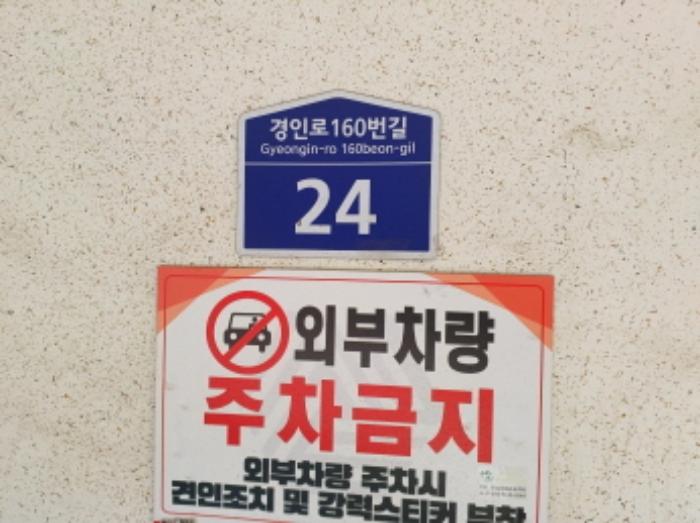 경인로160번길
Gyeongin-ro 160beon-gil
24
외부차량
주차금지
외부차량 주차시
견인조치 및 강력스티커 부착